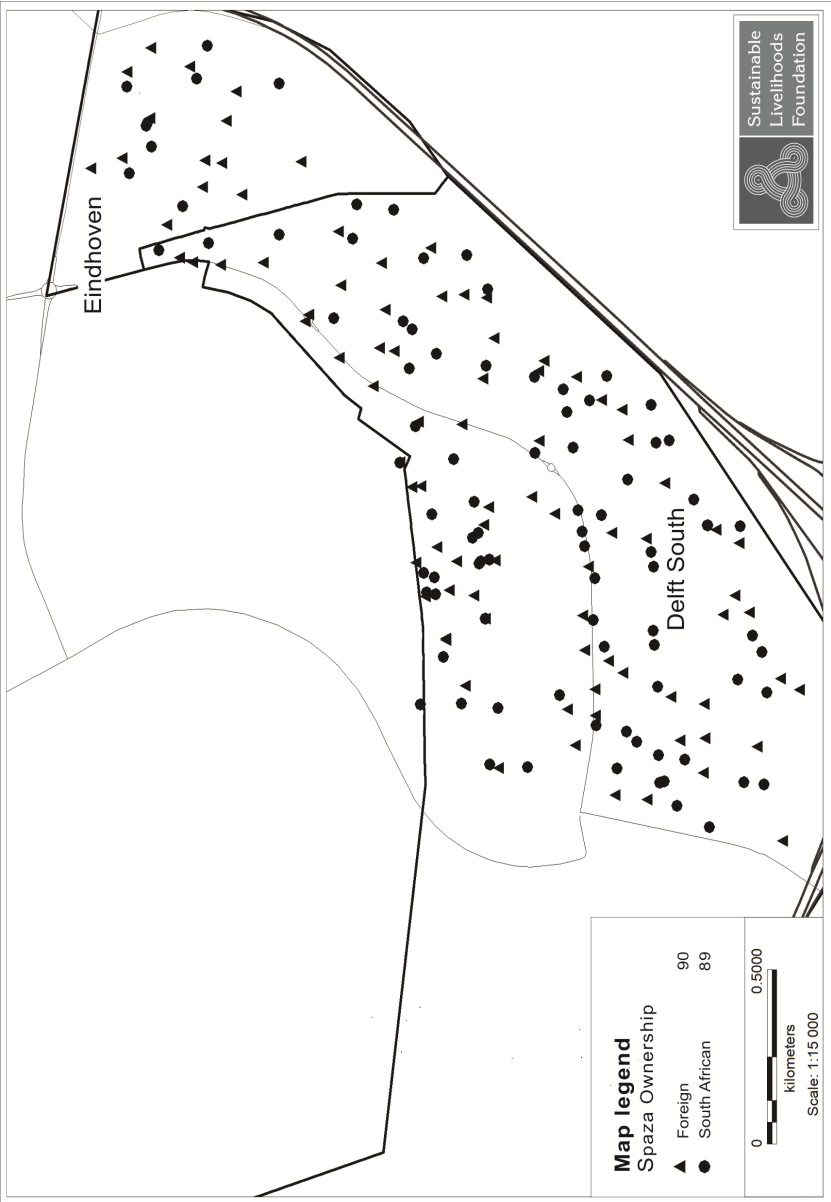 Sustainable
Livelihoods
Foundation
Eindhoven
Delft South
Map legend
Spaza Ownership
Foreign 90
South African 89
0 0.5000
kilometers
Scale: 1:15 000